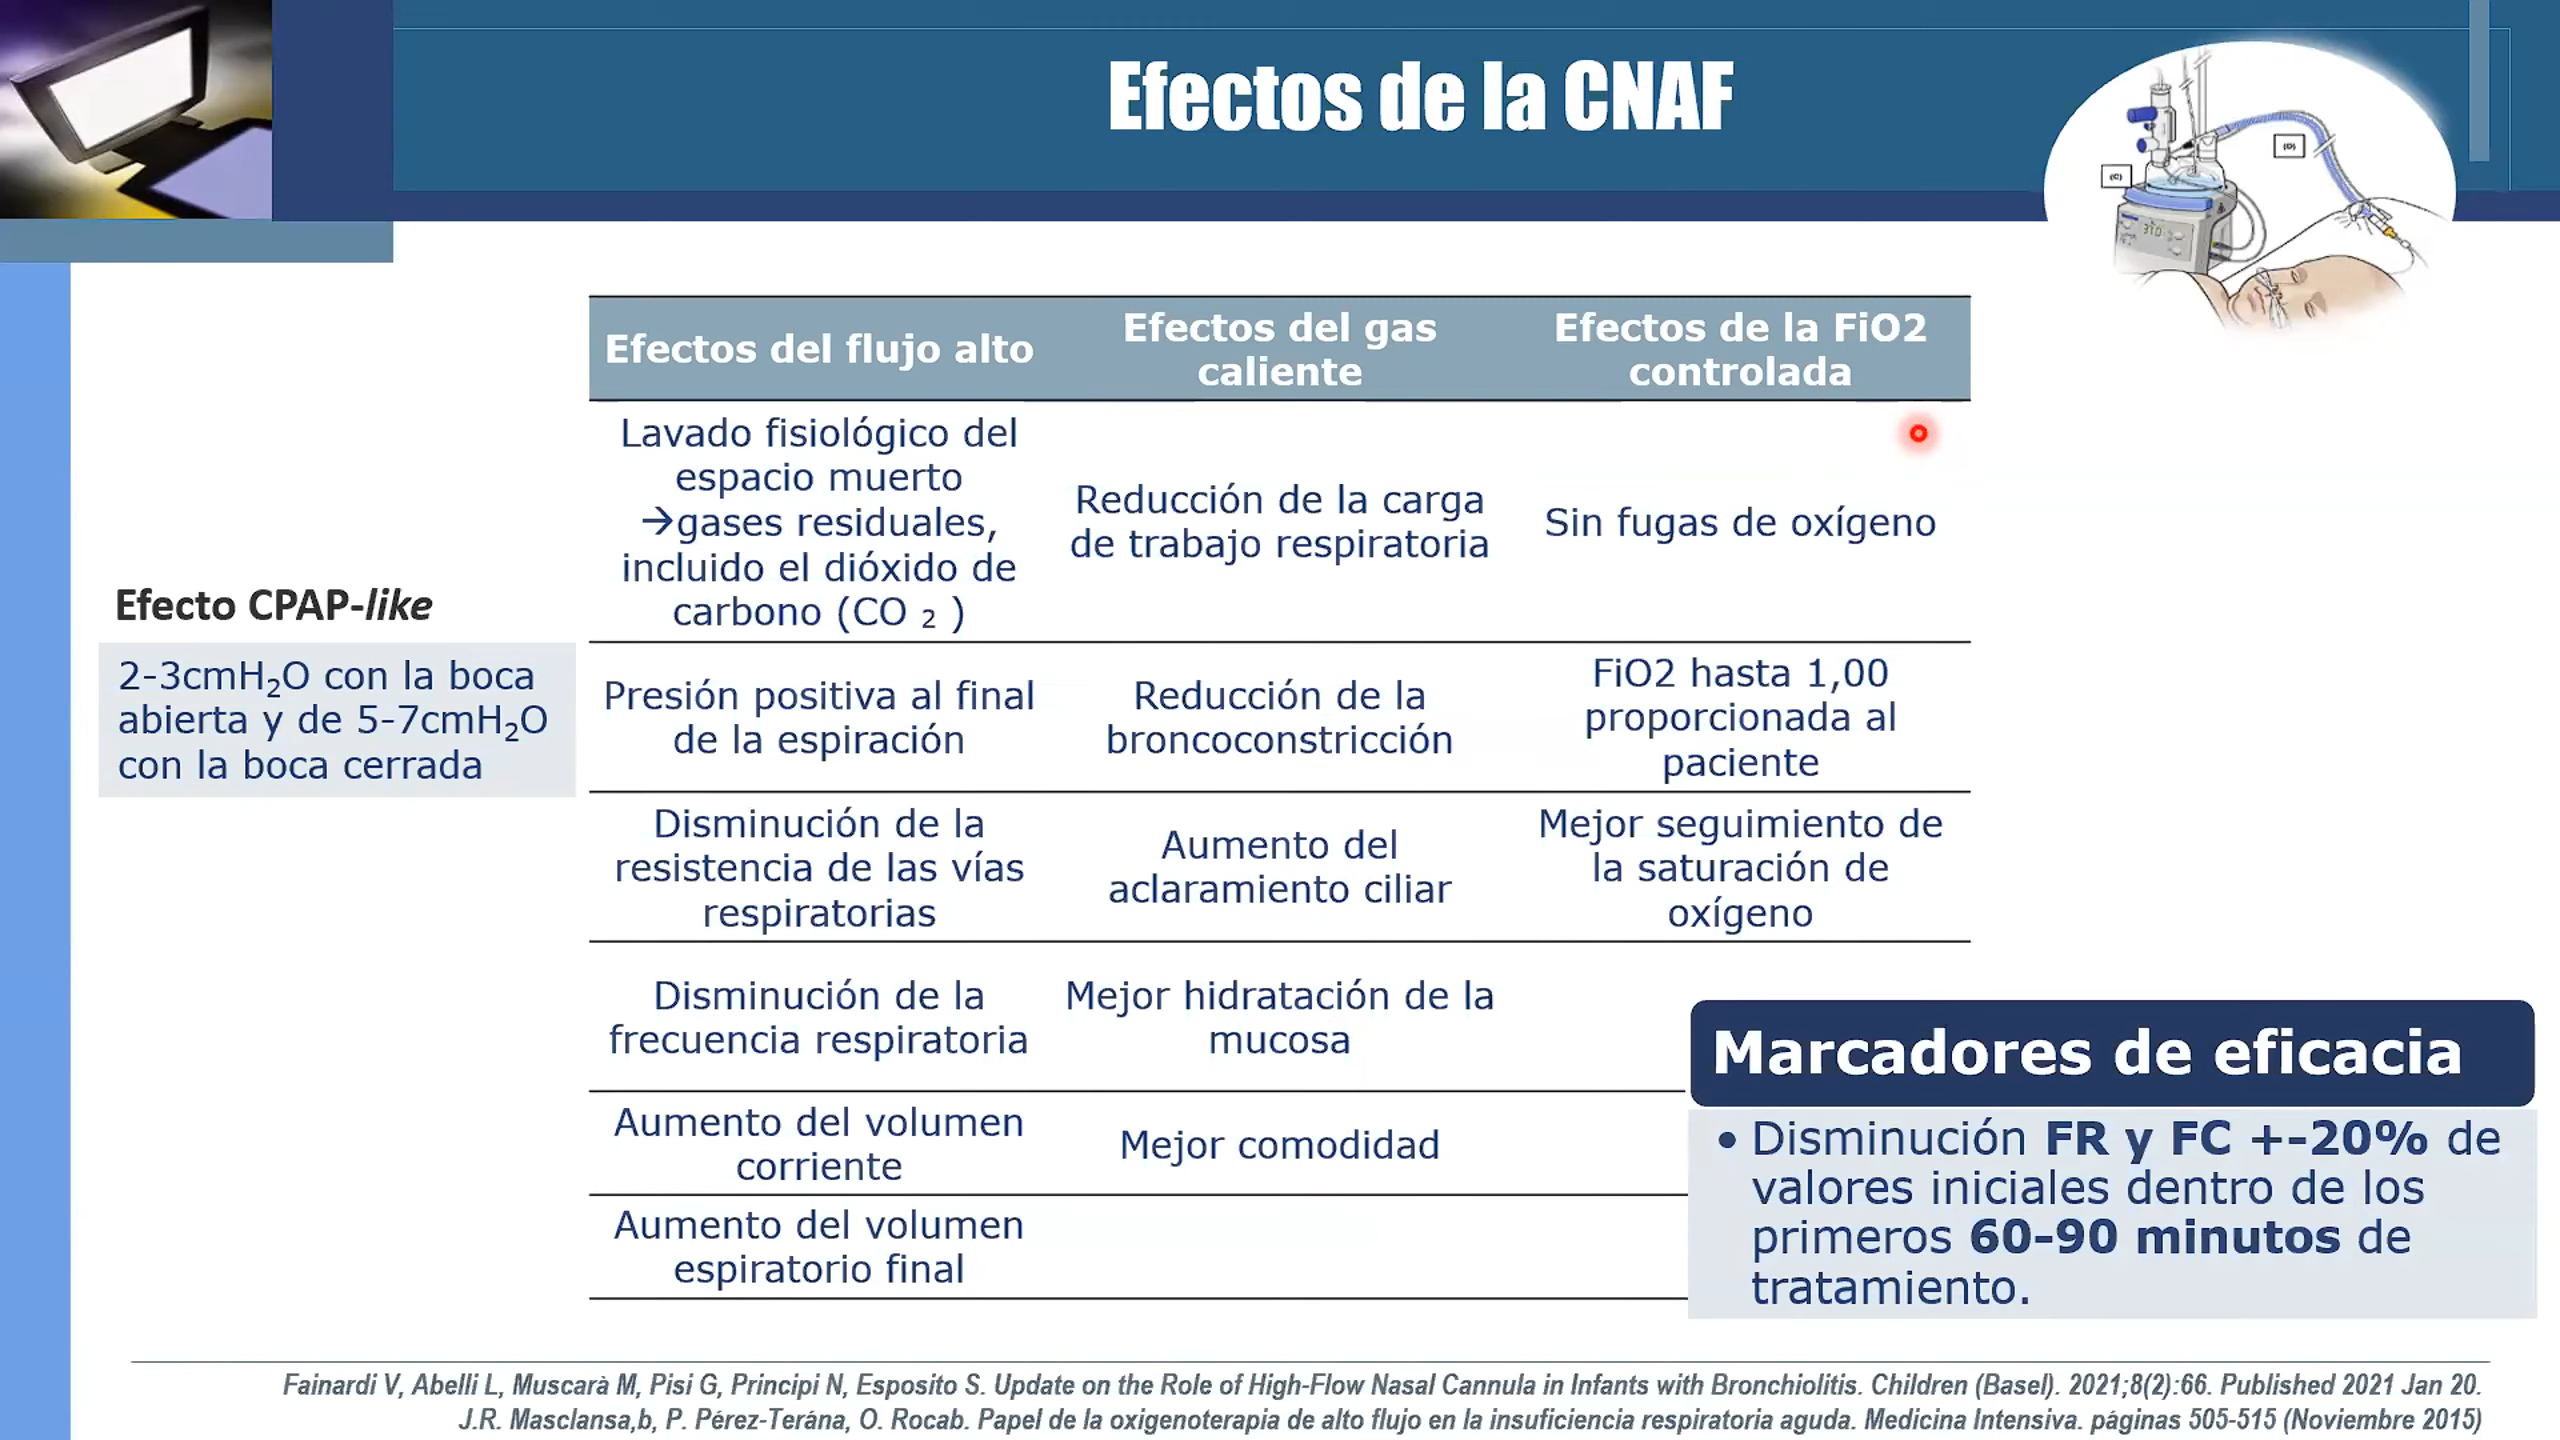 Efectos de la CNAF
(C)
(D)
Efectos del flujo alto
Efectos del gas
caliente
Efectos de la FiO2
controlada
Lavado fisiológico del
espacio muerto
→gases residuales,
incluido el dióxido de
carbono (CO 2 )
Reducción de la carga
de trabajo respiratoria
Sin fugas de oxígeno
Efecto CPAP-like
2-3cmH2O con la boca
abierta y de 5-7cmH2O
con la boca cerrada
Presión positiva al final
de la espiración
Reducción de la
broncoconstricción
FiO2 hasta 1,00
proporcionada al
paciente
Disminución de la
resistencia de las vías
respiratorias
Aumento del
aclaramiento ciliar
Mejor seguimiento de
la saturación de
oxígeno
Disminución de la
frecuencia respiratoria
Mejor hidratación de la
mucosa
Aumento del volumen
corriente
Mejor comodidad
Aumento del volumen
espiratorio final
Marcadores de eficacia
• Disminución FR y FC +-20% de
valores iniciales dentro de los
primeros 60-90 minutos de
tratamiento.
Fainardi V, Abelli L, Muscarà M, Pisi G, Principi N, Esposito S. Update on the Role of High-Flow Nasal Cannula in Infants with Bronchiolitis. Children (Basel). 2021;8(2):66. Published 2021 Jan 20.
J.R. Masclansa,b, P. Pérez-Terána, O. Rocab. Papel de la oxigenoterapia de alto flujo en la insuficiencia respiratoria aguda. Medicina Intensiva. páginas 505-515 (Noviembre 2015)